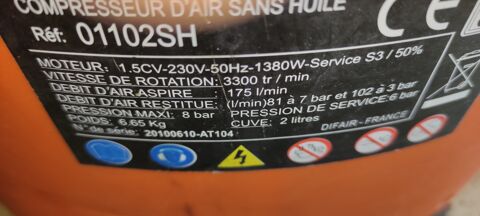 COMPRESSEUR D'AIR SANS HUILE
Réf: 01102SH
CE
MOTEUR: 1.5CV-230V-50Hz-1380W-Service S3 / 50%
VITESSE DE ROTATION: 3300 tr / min
DEBIT D'AIR ASPIRE: 175 l/min
DEBIT D'AIR RESTITUE: (l/min)81 à 7 bar et 102 à 3 bar
PRESSION MAXI: 8 bar PRESSION DE SERVICE:6 bar
POIDS: 6.65 Kg CUVE: 2 litres
N° de série: 20100610-AT104 DIFAIR - FRANCE